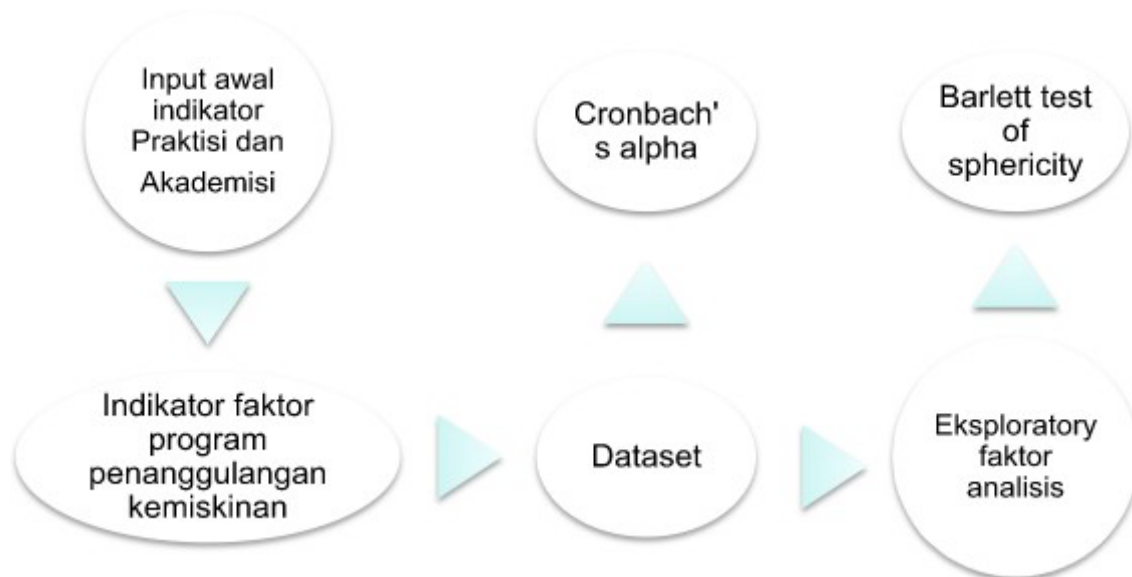 Input awal
indikator
Praktisi dan
Akademisi
Indikator faktor
program
penanggulangan
kemiskinan
Dataset
Cronbach'
s alpha
Eksploratory
faktor
analisis
Barlett test
of
sphericity